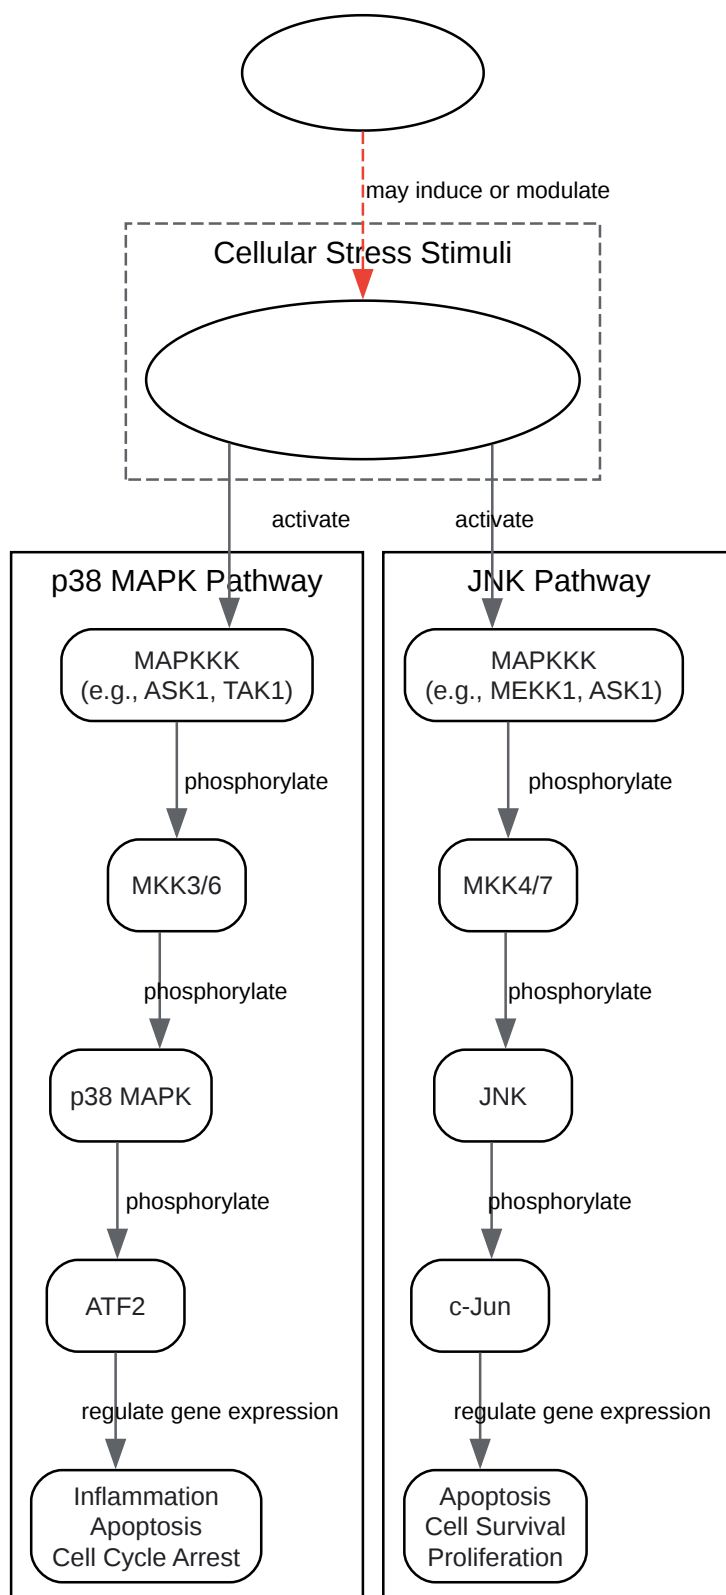 may induce or modulate
Cellular Stress Stimuli
activate
activate
p38 MAPK Pathway
MAPKKK
(e.g., ASK1, TAK1)
phosphorylate
MKK3/6
phosphorylate
p38 MAPK
phosphorylate
ATF2
regulate gene expression
Inflammation
Apoptosis
Cell Cycle Arrest
JNK Pathway
MAPKKK
(e.g., MEKK1, ASK1)
phosphorylate
MKK4/7
phosphorylate
JNK
phosphorylate
c-Jun
regulate gene expression
Apoptosis
Cell Survival
Proliferation